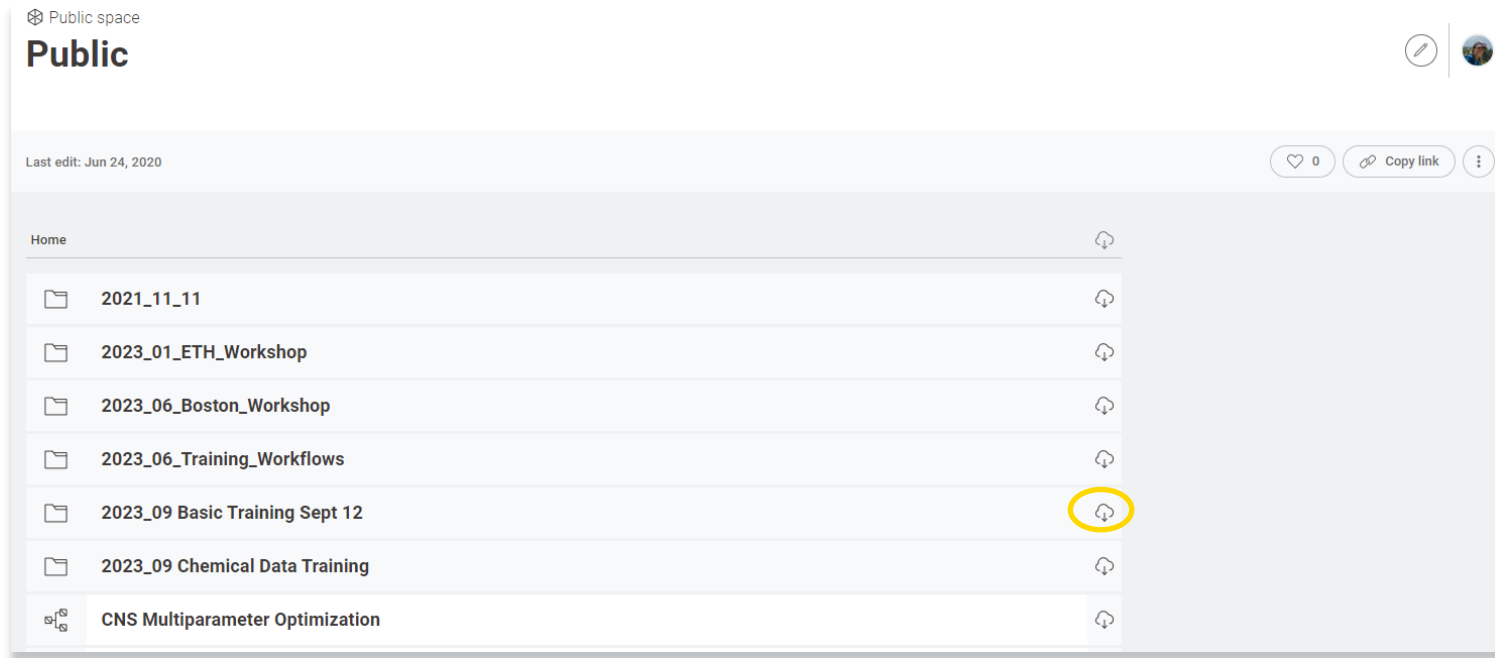 Public space
Public
Last edit: Jun 24, 2020
0
Copy link
Home
2021_11_11
2023_01_ETH_Workshop
2023_06_Boston_Workshop
2023_06_Training_Workflows
2023_09 Basic Training Sept 12
2023_09 Chemical Data Training
CNS Multiparameter Optimization